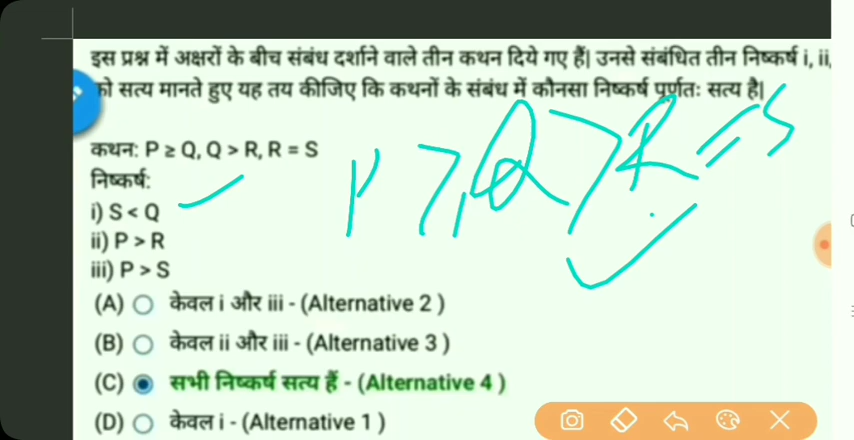 इस प्रश्न में अक्षरों के बीच संबंध दर्शाने वाले तीन कथन दिये गए हैं| उनसे संबंधित तीन निष्कर्ष i, ii,
को सत्य मानते हुए यह तय कीजिए कि कथनों के संबंध में कौनसा निष्कर्ष पूर्णतः सत्य है|
कथन: P ≥ Q, Q > R, R = S
P ≥ Q > R = S
निष्कर्ष:
i) S < Q
ii) P > R
iii) P > S
(A) केवल i और iii - (Alternative 2 )
(B) केवल ii और iii - (Alternative 3 )
(C) सभी निष्कर्ष सत्य हैं - (Alternative 4 )
(D) केवल i - (Alternative 1 )